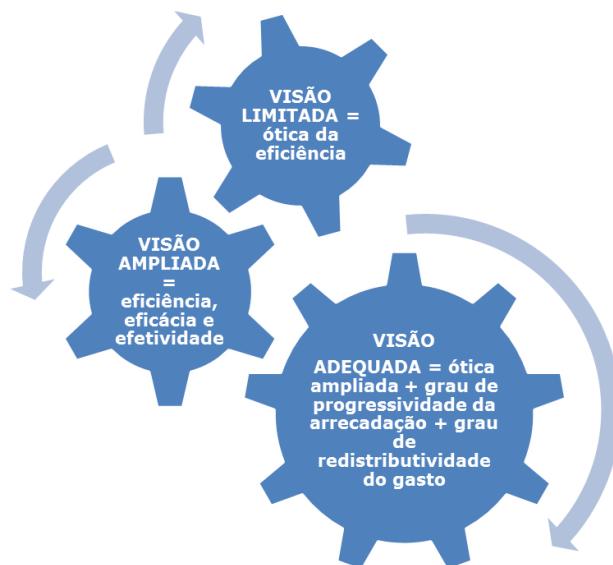 VISÃO
LIMITADA =
ótica da
eficiência
VISÃO
AMPLIADA
=
eficiência,
eficácia e
efetividade
VISÃO
ADEQUADA = ótica
ampliada + grau de
progressividade da
arrecadação + grau
de
redistributividade
do gasto